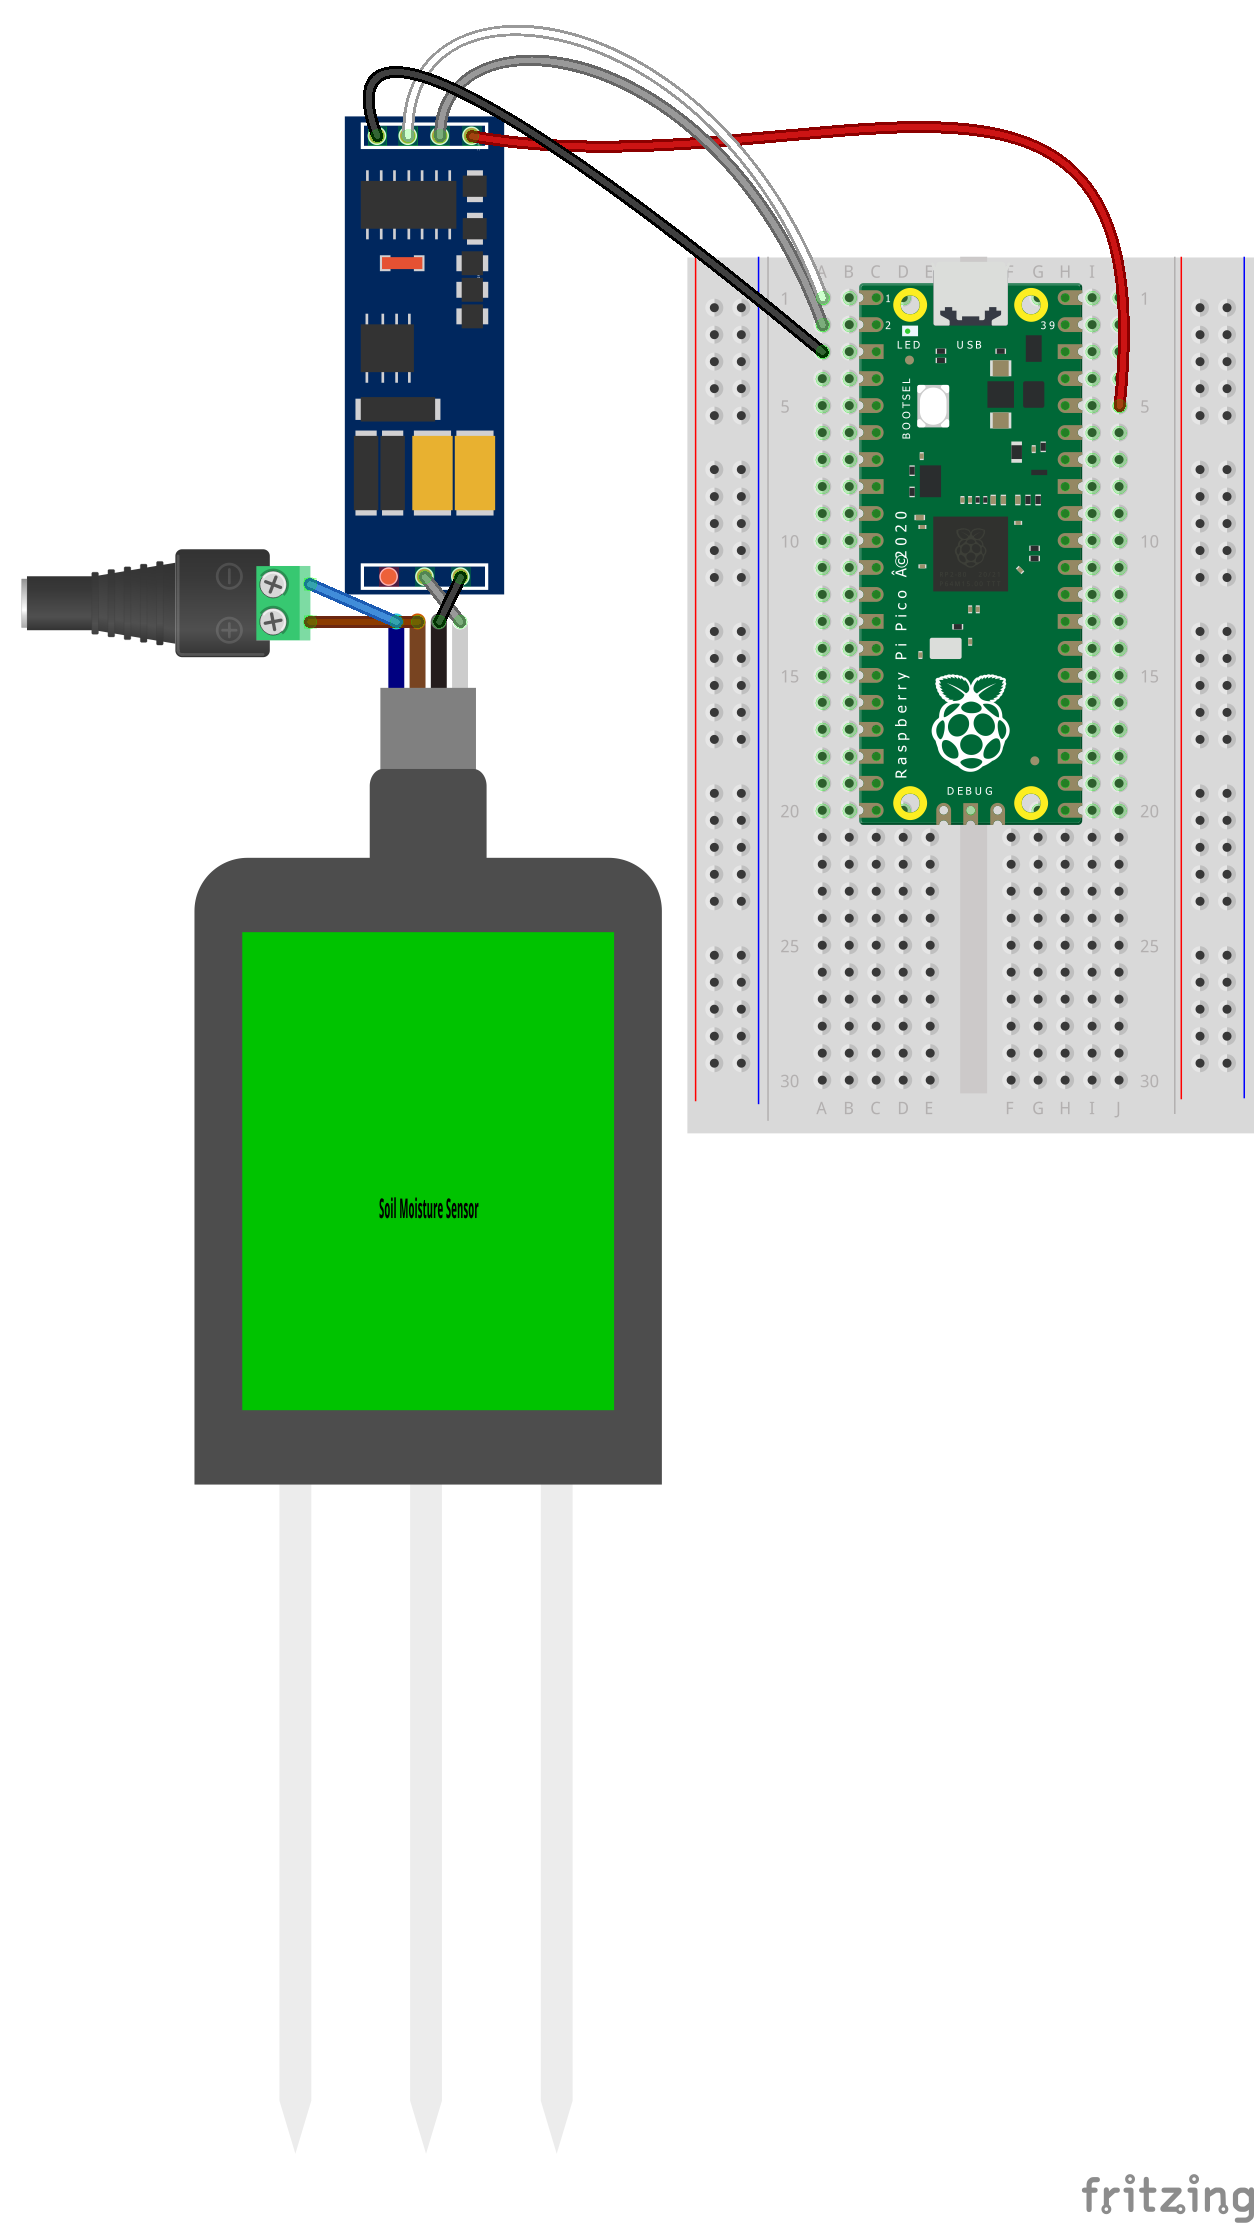 A B C D E F G H I
1 1
1
2 39
LED USB
BOOTSEL
5 5
10 10
Raspberry Pi Pico Â©2020
15 15
DEBUG
20 20
25 25
30 30
A B C D E F G H I J
Soil Moisture Sensor
fritzing